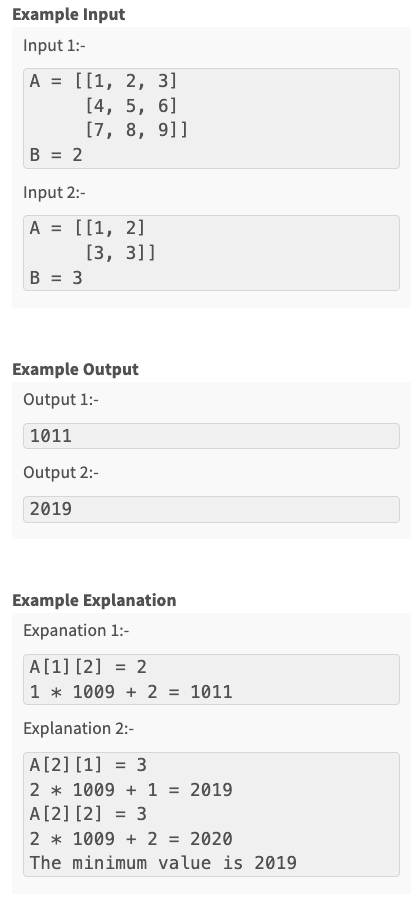 Example Input
Input 1:-
A = [[1, 2, 3]
[4, 5, 6]
[7, 8, 9]]
B = 2
Input 2:-
A = [[1, 2]
[3, 3]]
B = 3
Example Output
Output 1:-
1011
Output 2:-
2019
Example Explanation
Expanation 1:-
A[1][2] = 2
1 * 1009 + 2 = 1011
Explanation 2:-
A[2][1] = 3
2 * 1009 + 1 = 2019
A[2][2] = 3
2 * 1009 + 2 = 2020
The minimum value is 2019